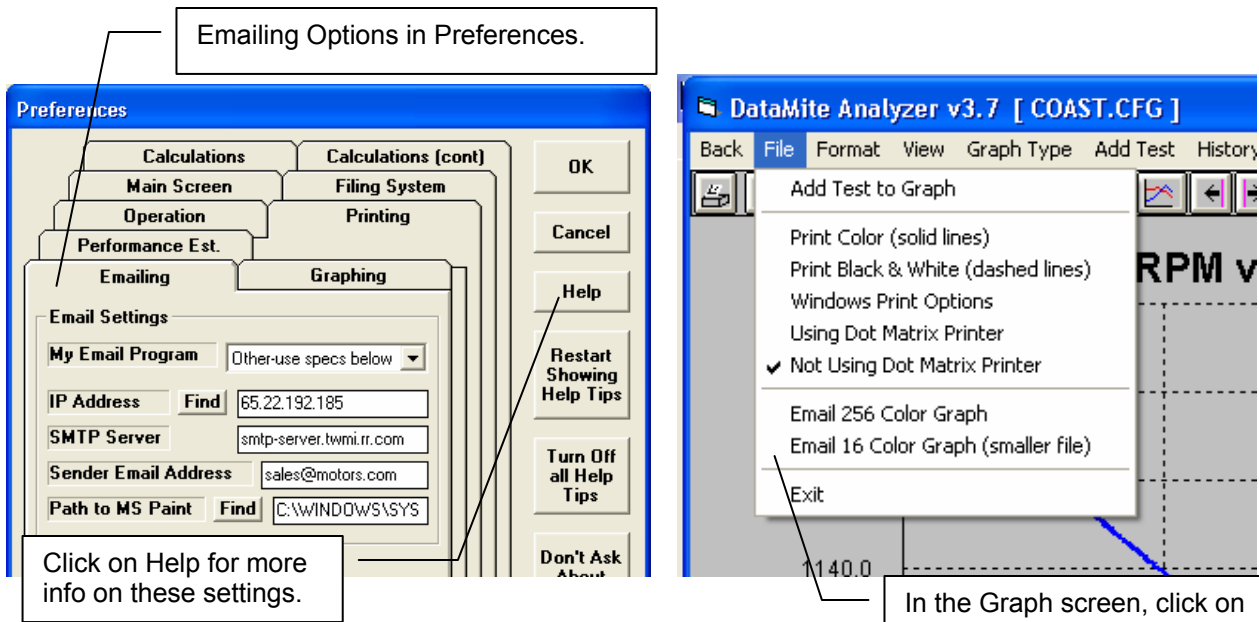 Emailing Options in Preferences.
Preferences
Calculations
Calculations (cont)
Main Screen
Filing System
Operation
Printing
Performance Est.
Emailing
Graphing
Email Settings
My Email Program
Other-use specs below
IP Address
Find
65.22.192.185
SMTP Server
smtp-server.twmi.rr.com
Sender Email Address
sales@motors.com
Path to MS Paint
Find
C:\WINDOWS\SYS
OK
Cancel
Help
Restart
Showing
Help Tips
Turn Off
all Help
Tips
Don't Ask
About
Click on Help for more
info on these settings.
DataMite Analyzer v3.7 [ COAST.CFG ]
Back File Format View Graph Type Add Test History
Add Test to Graph
Print Color (solid lines)
Print Black & White (dashed lines)
Windows Print Options
Using Dot Matrix Printer
Not Using Dot Matrix Printer
Email 256 Color Graph
Email 16 Color Graph (smaller file)
Exit
RPM v
1140.0
In the Graph screen, click on